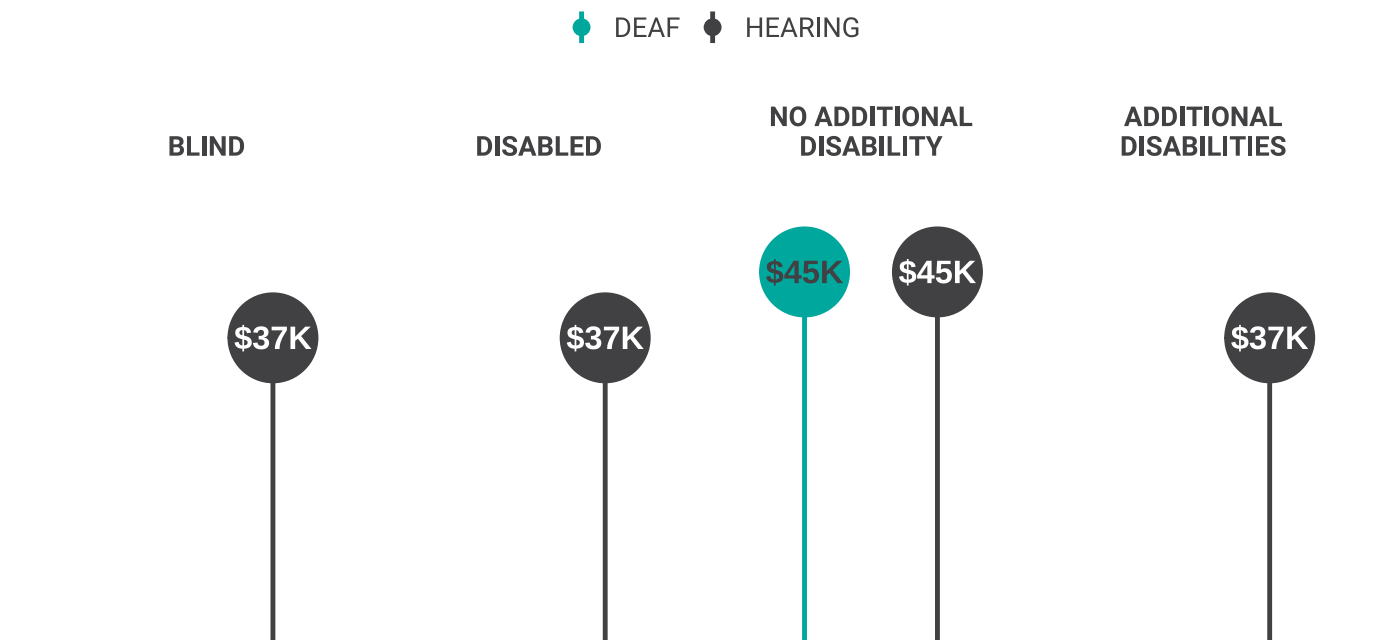 DEAF HEARING
BLIND
DISABLED
NO ADDITIONAL
DISABILITY
ADDITIONAL
DISABILITIES
$45K $45K
$37K $37K $37K